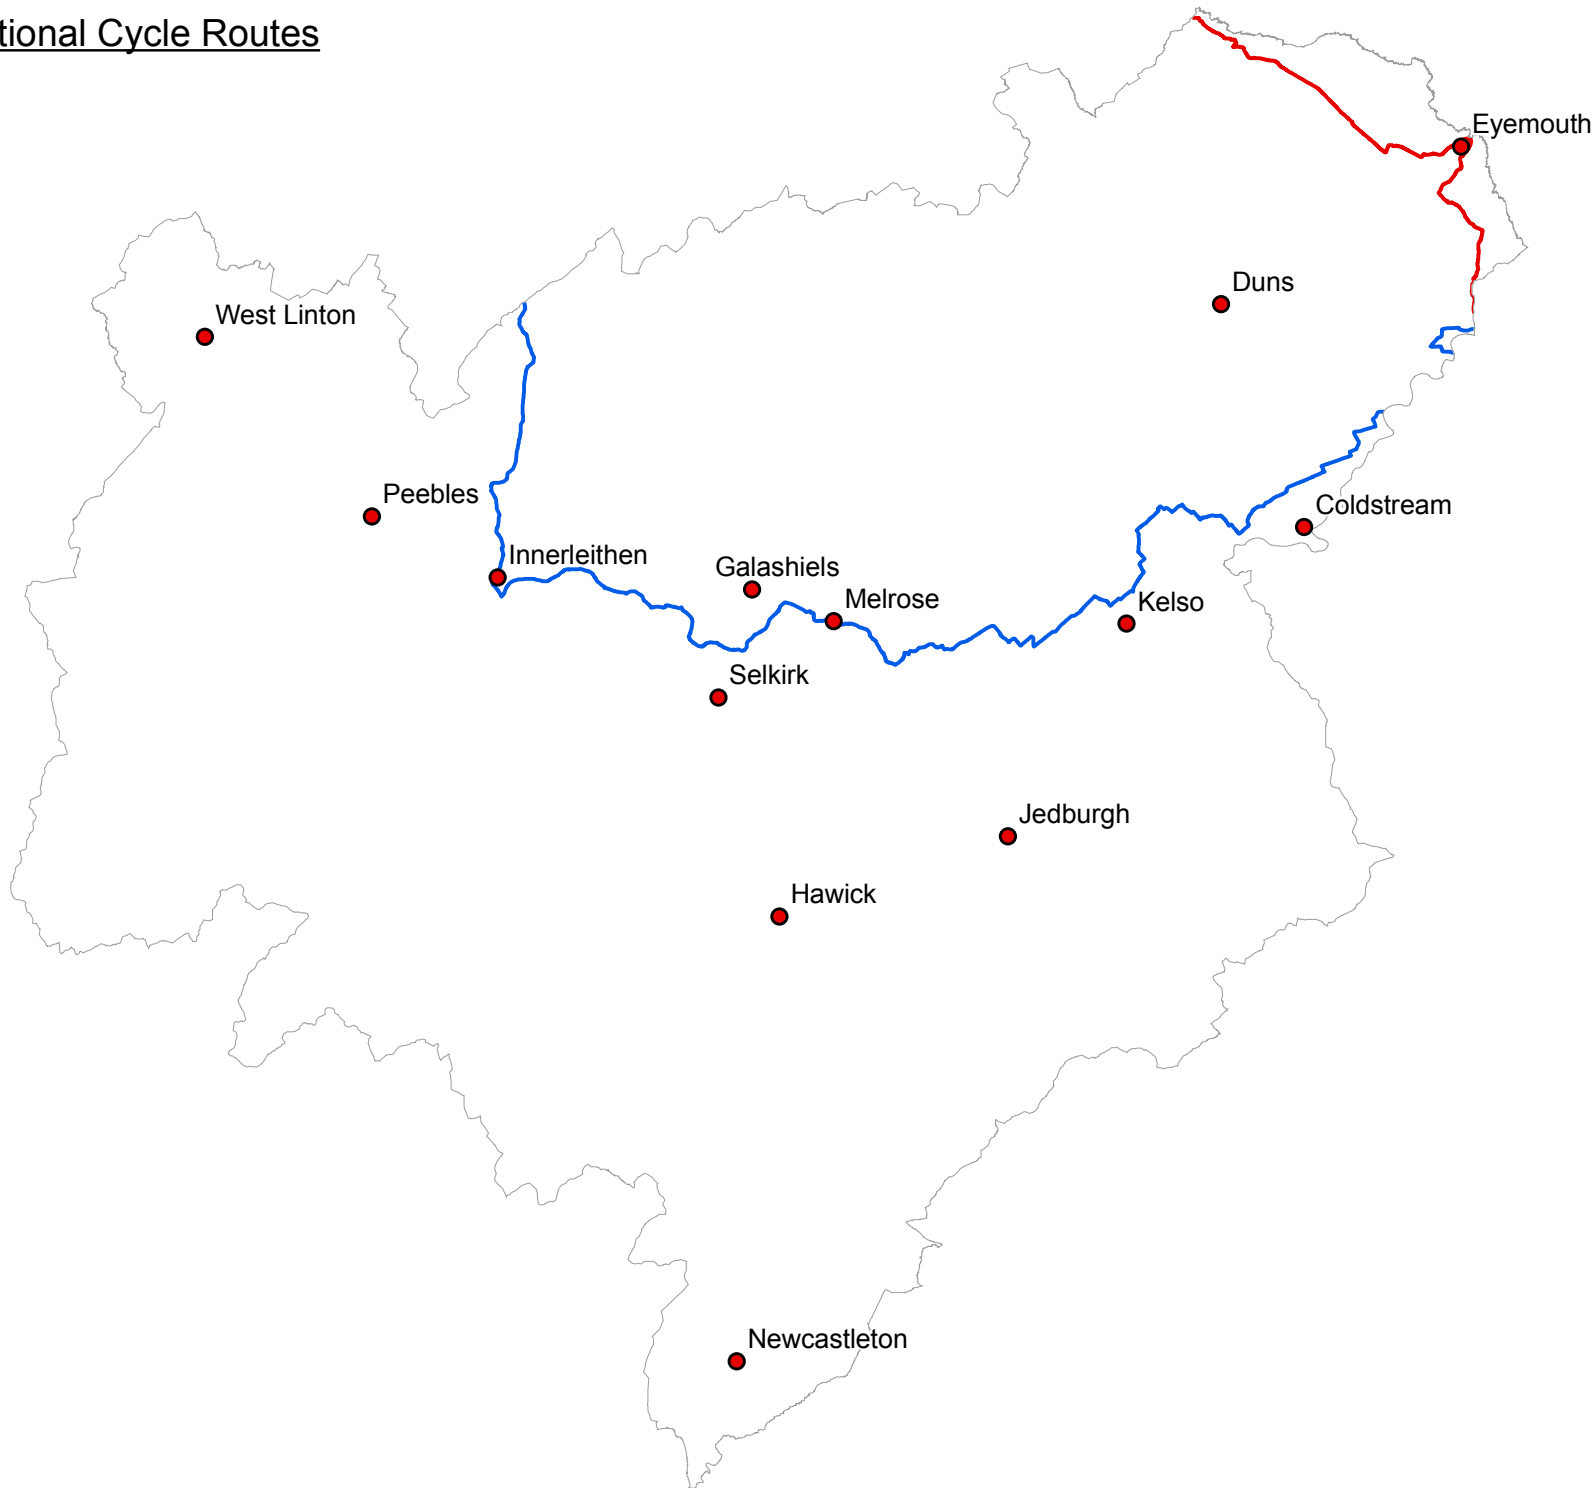 tional Cycle Routes
Eyemouth
Duns
West Linton
Peebles
Coldstream
Innerleithen
Galashiels
Melrose
Kelso
Selkirk
Jedburgh
Hawick
Newcastleton